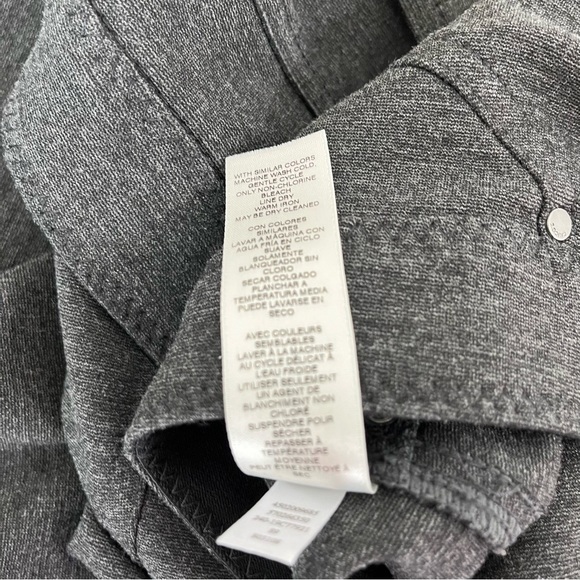 WITH SIMILAR COLORS
MACHINE WASH COLD,
GENTLE CYCLE
ONLY NON-CHLORINE
BLEACH
LINE DRY
WARM IRON
MAY BE DRY CLEANED
CON COLORES
SIMILARES
LAVAR A MÁQUINA CON
AGUA FRÍA EN CICLO
SUAVE
SOLAMENTE
BLANQUEADOR SIN
CLORO
SECAR COLGADO
PLANCHAR A
TEMPERATURA MEDIA
PUEDE LAVARSE EN
SECO
AVEC COULEURS
SEMBLABLES
LAVER À LA MACHINE
AU CYCLE DÉLICAT À
L'EAU FROIDE
UTILISER SEULEMENT
UN AGENT DE
BLANCHIMENT NON
CHLORÉ
SUSPENDRE POUR
SÉCHER
REPASSER À
TEMPÉRATURE
MOYENNE
PEUT ÊTRE NETTOYÉ À
SEC